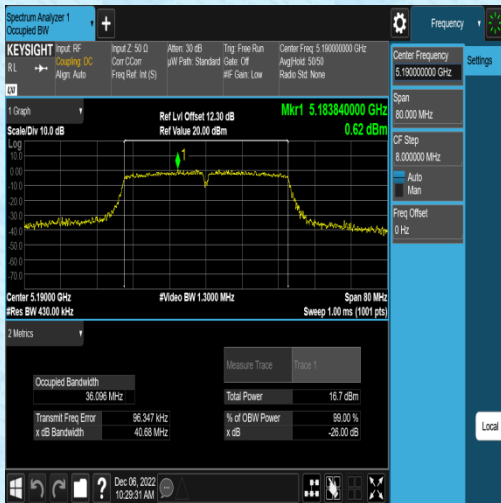 Spectrum Analyzer 1
Occupied BW
Frequency
KEYSIGHT
Input: RF
Coupling: DC
Align: Auto
Input Z: 50 Ω
Corr CCorr
Freq Ref: Int (S)
Atten: 30 dB
µW Path: Standard
Trig: Free Run
Gate: Off
#IF Gain: Low
Center Freq: 5.190000000 GHz
Avg|Hold: 50/50
Radio Std: None
RL
LXI
Center Frequency
5.190000000 GHz
Settings
Span
80.000 MHz
CF Step
8.000000 MHz
Auto
Man
Freq Offset
0 Hz
Local
1 Graph
Scale/Div 10.0 dB
Ref Lvl Offset 12.30 dB
Ref Value 20.00 dBm
Mkr1 5.183840000 GHz
0.62 dBm
Log
10.0
0.00
-10.0
-20.0
-30.0
-40.0
-50.0
-60.0
-70.0
1
Center 5.19000 GHz
#Res BW 430.00 kHz
#Video BW 1.3000 MHz
Span 80 MHz
Sweep 1.00 ms (1001 pts)
2 Metrics
Measure Trace
Trace 1
Occupied Bandwidth
36.096 MHz
Total Power
16.7 dBm
Transmit Freq Error
96.347 kHz
% of OBW Power
99.00 %
x dB Bandwidth
40.68 MHz
x dB
-26.00 dB
Dec 06, 2022
10:29:31 AM